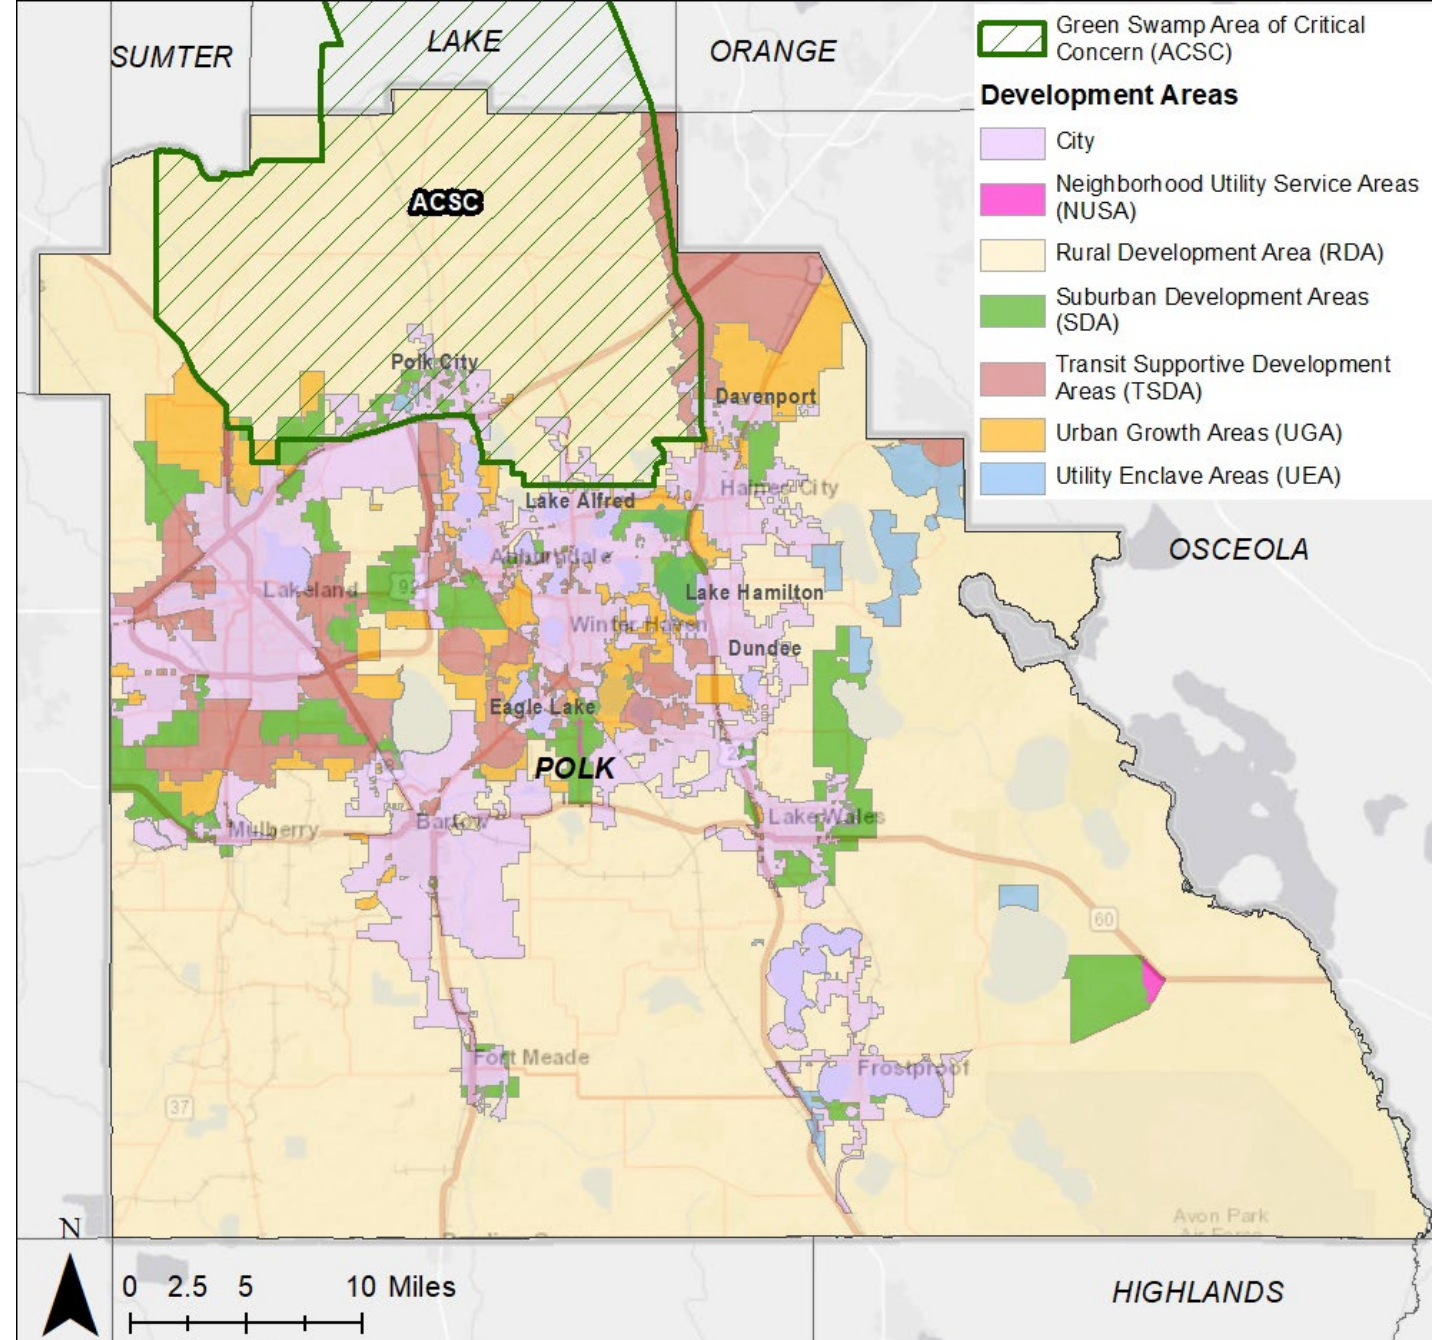 SUMTER
LAKE
ORANGE
Green Swamp Area of Critical
Concern (ACSC)
Development Areas
City
Neighborhood Utility Service Areas
(NUSA)
Rural Development Area (RDA)
Suburban Development Areas
(SDA)
Transit Supportive Development
Areas (TSDA)
Urban Growth Areas (UGA)
Utility Enclave Areas (UEA)
ACSC
Polk City
Davenport
Haines City
Lake Alfred
Auburndale
OSCEOLA
Lakeland
92
Lake Hamilton
Winter Haven
Dundee
Eagle Lake
POLK
27
Mulberry
Bartow
Lake Wales
60
Fort Meade
Frostproof
37
Avon Park
Air Force
N
0 2.5 5 10 Miles
HIGHLANDS